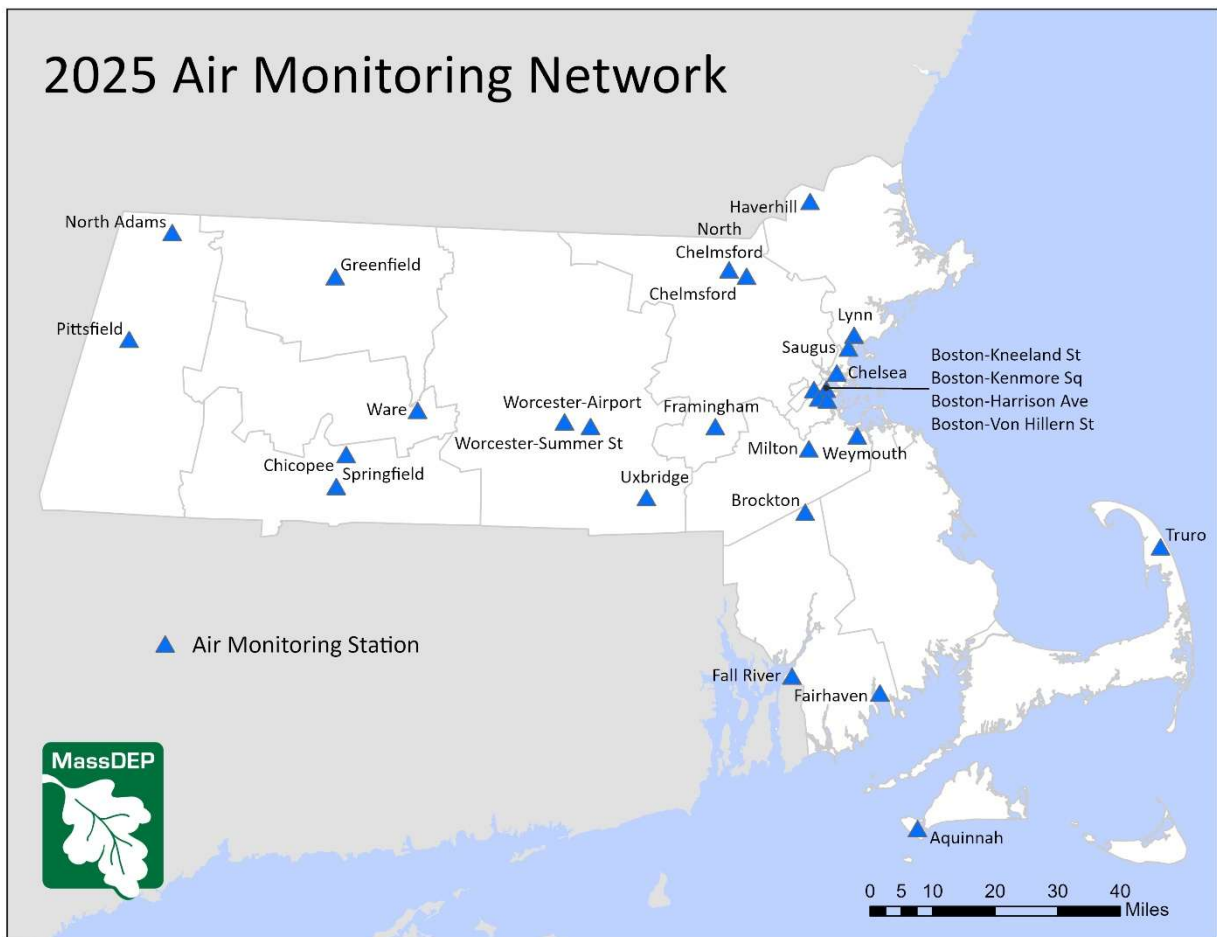 2025 Air Monitoring Network
Haverhill
North Adams
North
Chelmsford
Greenfield
Chelmsford
Lynn
Pittsfield
Saugus
Boston-Kneeland St
Chelsea
Boston-Kenmore Sq
Ware
Worcester-Airport
Framingham
Boston-Harrison Ave
Boston-Von Hillern St
Worcester-Summer St
Milton
Weymouth
Chicopee
Springfield
Uxbridge
Brockton
Truro
Air Monitoring Station
Fall River
Fairhaven
MassDEP
Aquinnah
0 5 10 20 30 40
Miles